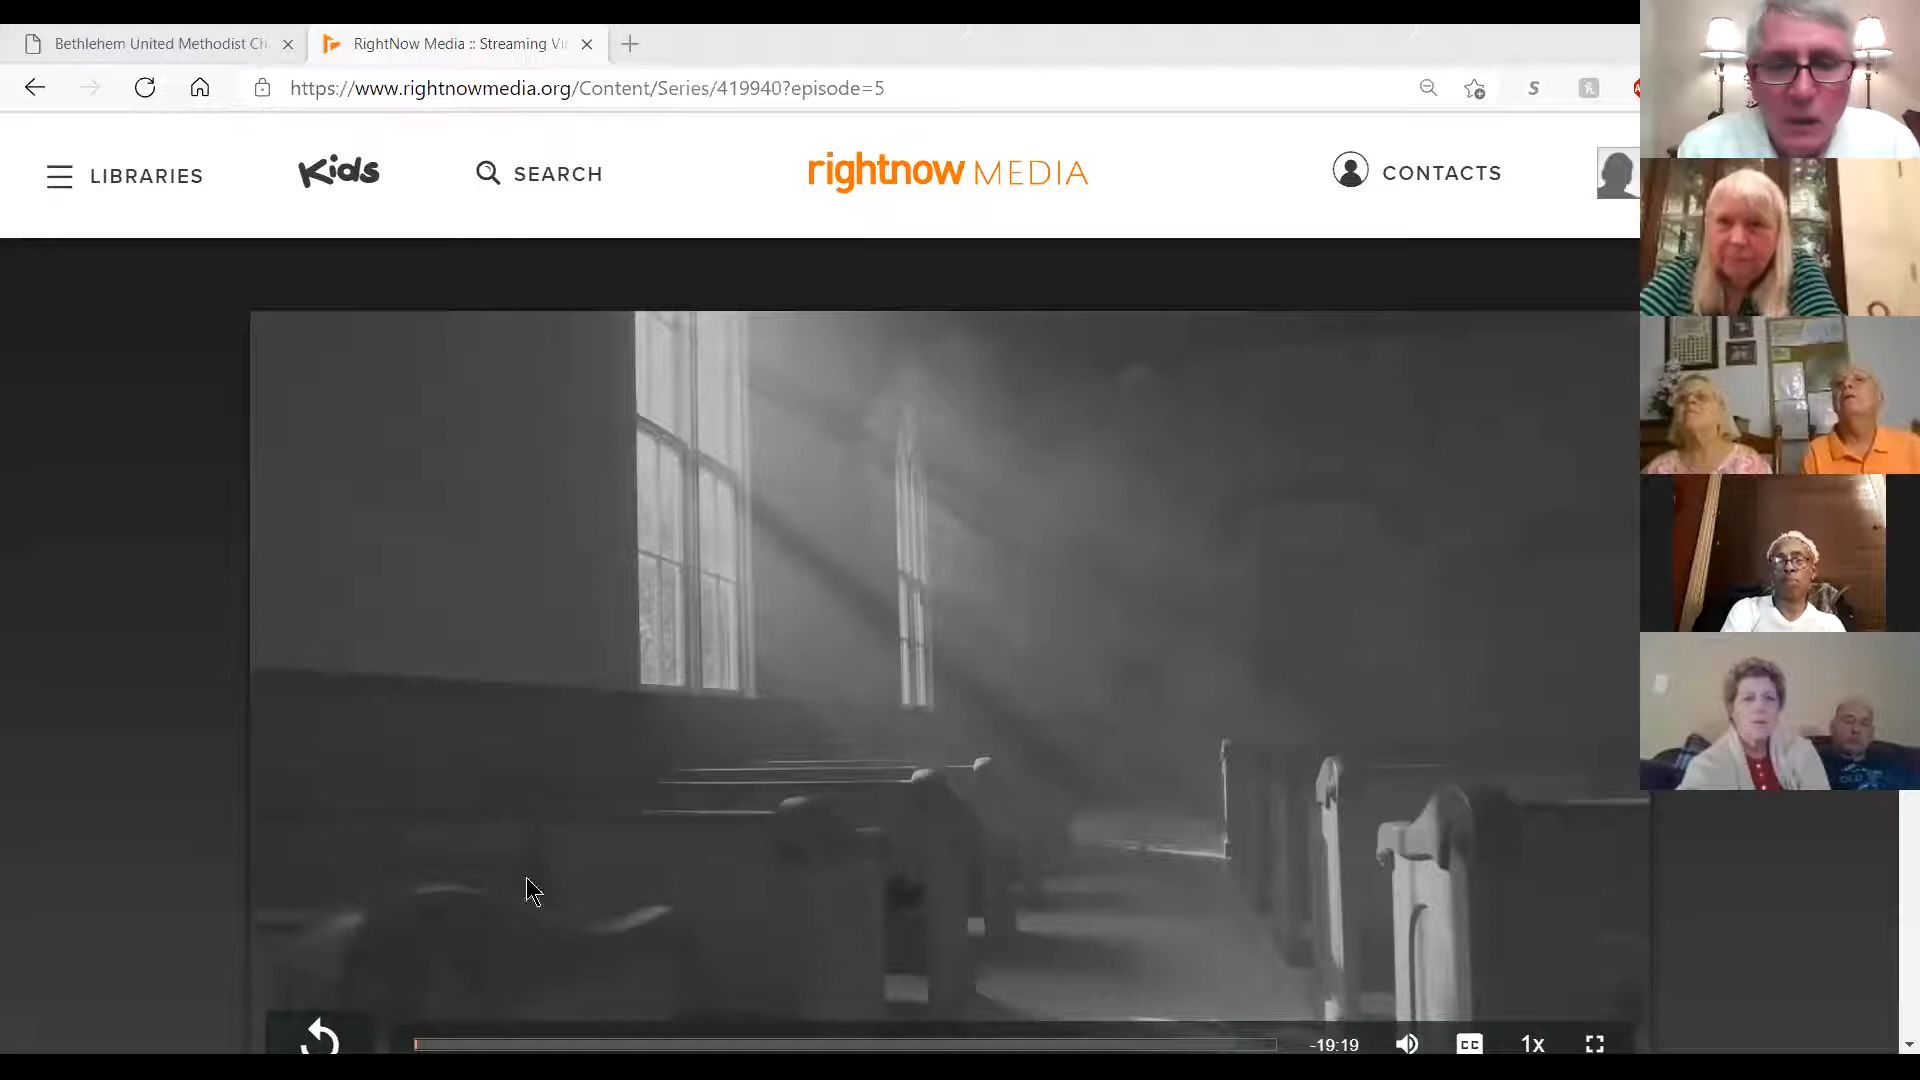 Bethlehem United Methodist Ch
RightNow Media :: Streaming Vi
https://www.rightnowmedia.org/Content/Series/419940?episode=5
LIBRARIES
Kids
SEARCH
rightnow MEDIA
CONTACTS
-19:19
CC
1x